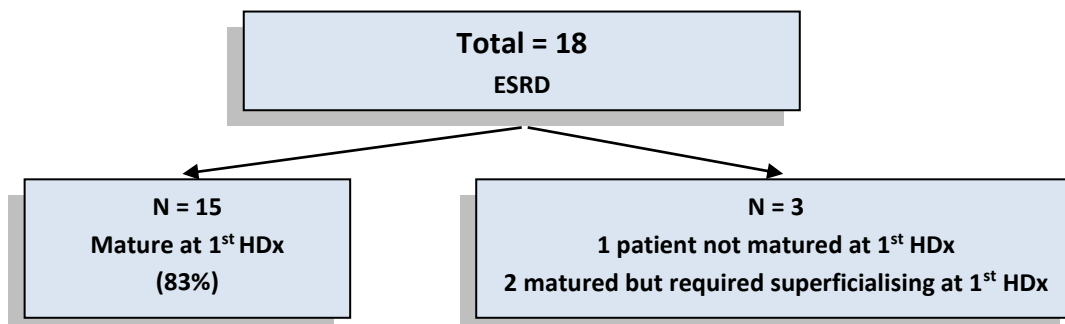 Total = 18
ESRD
N = 15
Mature at 1st HDx
(83%)
N = 3
1 patient not matured at 1st HDx
2 matured but required superficialising at 1st HDx